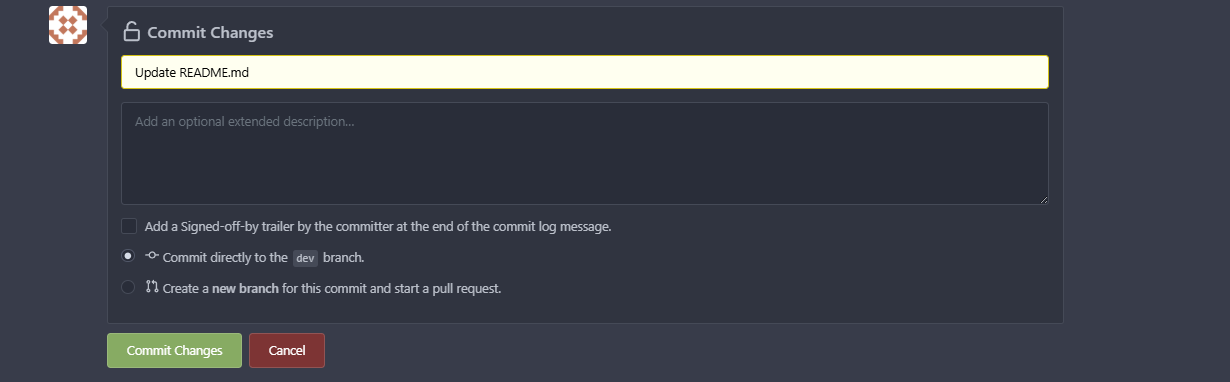 Commit Changes
Update README.md
Add an optional extended description...
Add a Signed-off-by trailer by the committer at the end of the commit log message.
Commit directly to the dev branch.
Create a new branch for this commit and start a pull request.
Commit Changes Cancel